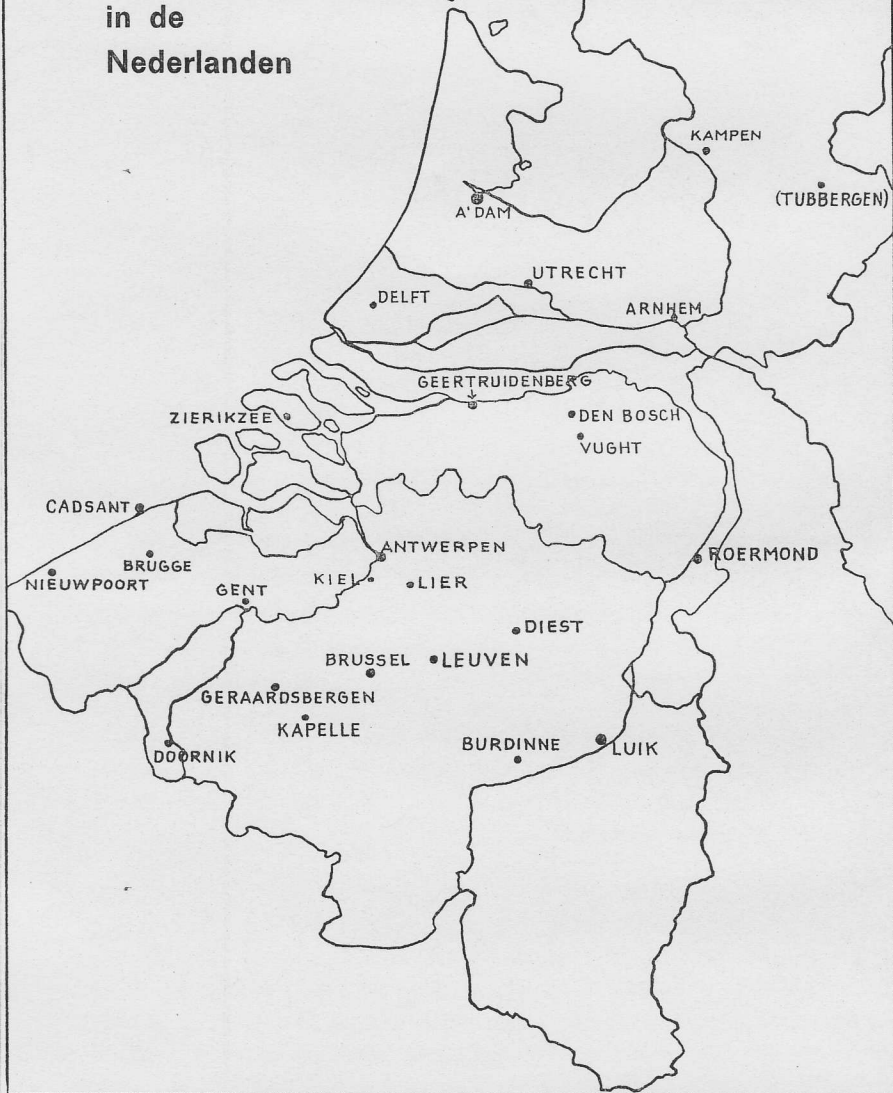 in de
Nederlanden
KAMPEN
(TUBBERGEN)
A'DAM
UTRECHT
DELFT
ARNHEM
GEERTRUIDENBERG
ZIERIKZEE
DEN BOSCH
VUGHT
CADSANT
ANTWERPEN
BRUGGE
ROERMOND
NIEUWPOORT
KIEL
LIER
GENT
DIEST
BRUSSEL
LEUVEN
GERAARDSBERGEN
KAPELLE
DOORNIK
BURDINNE
LUIK